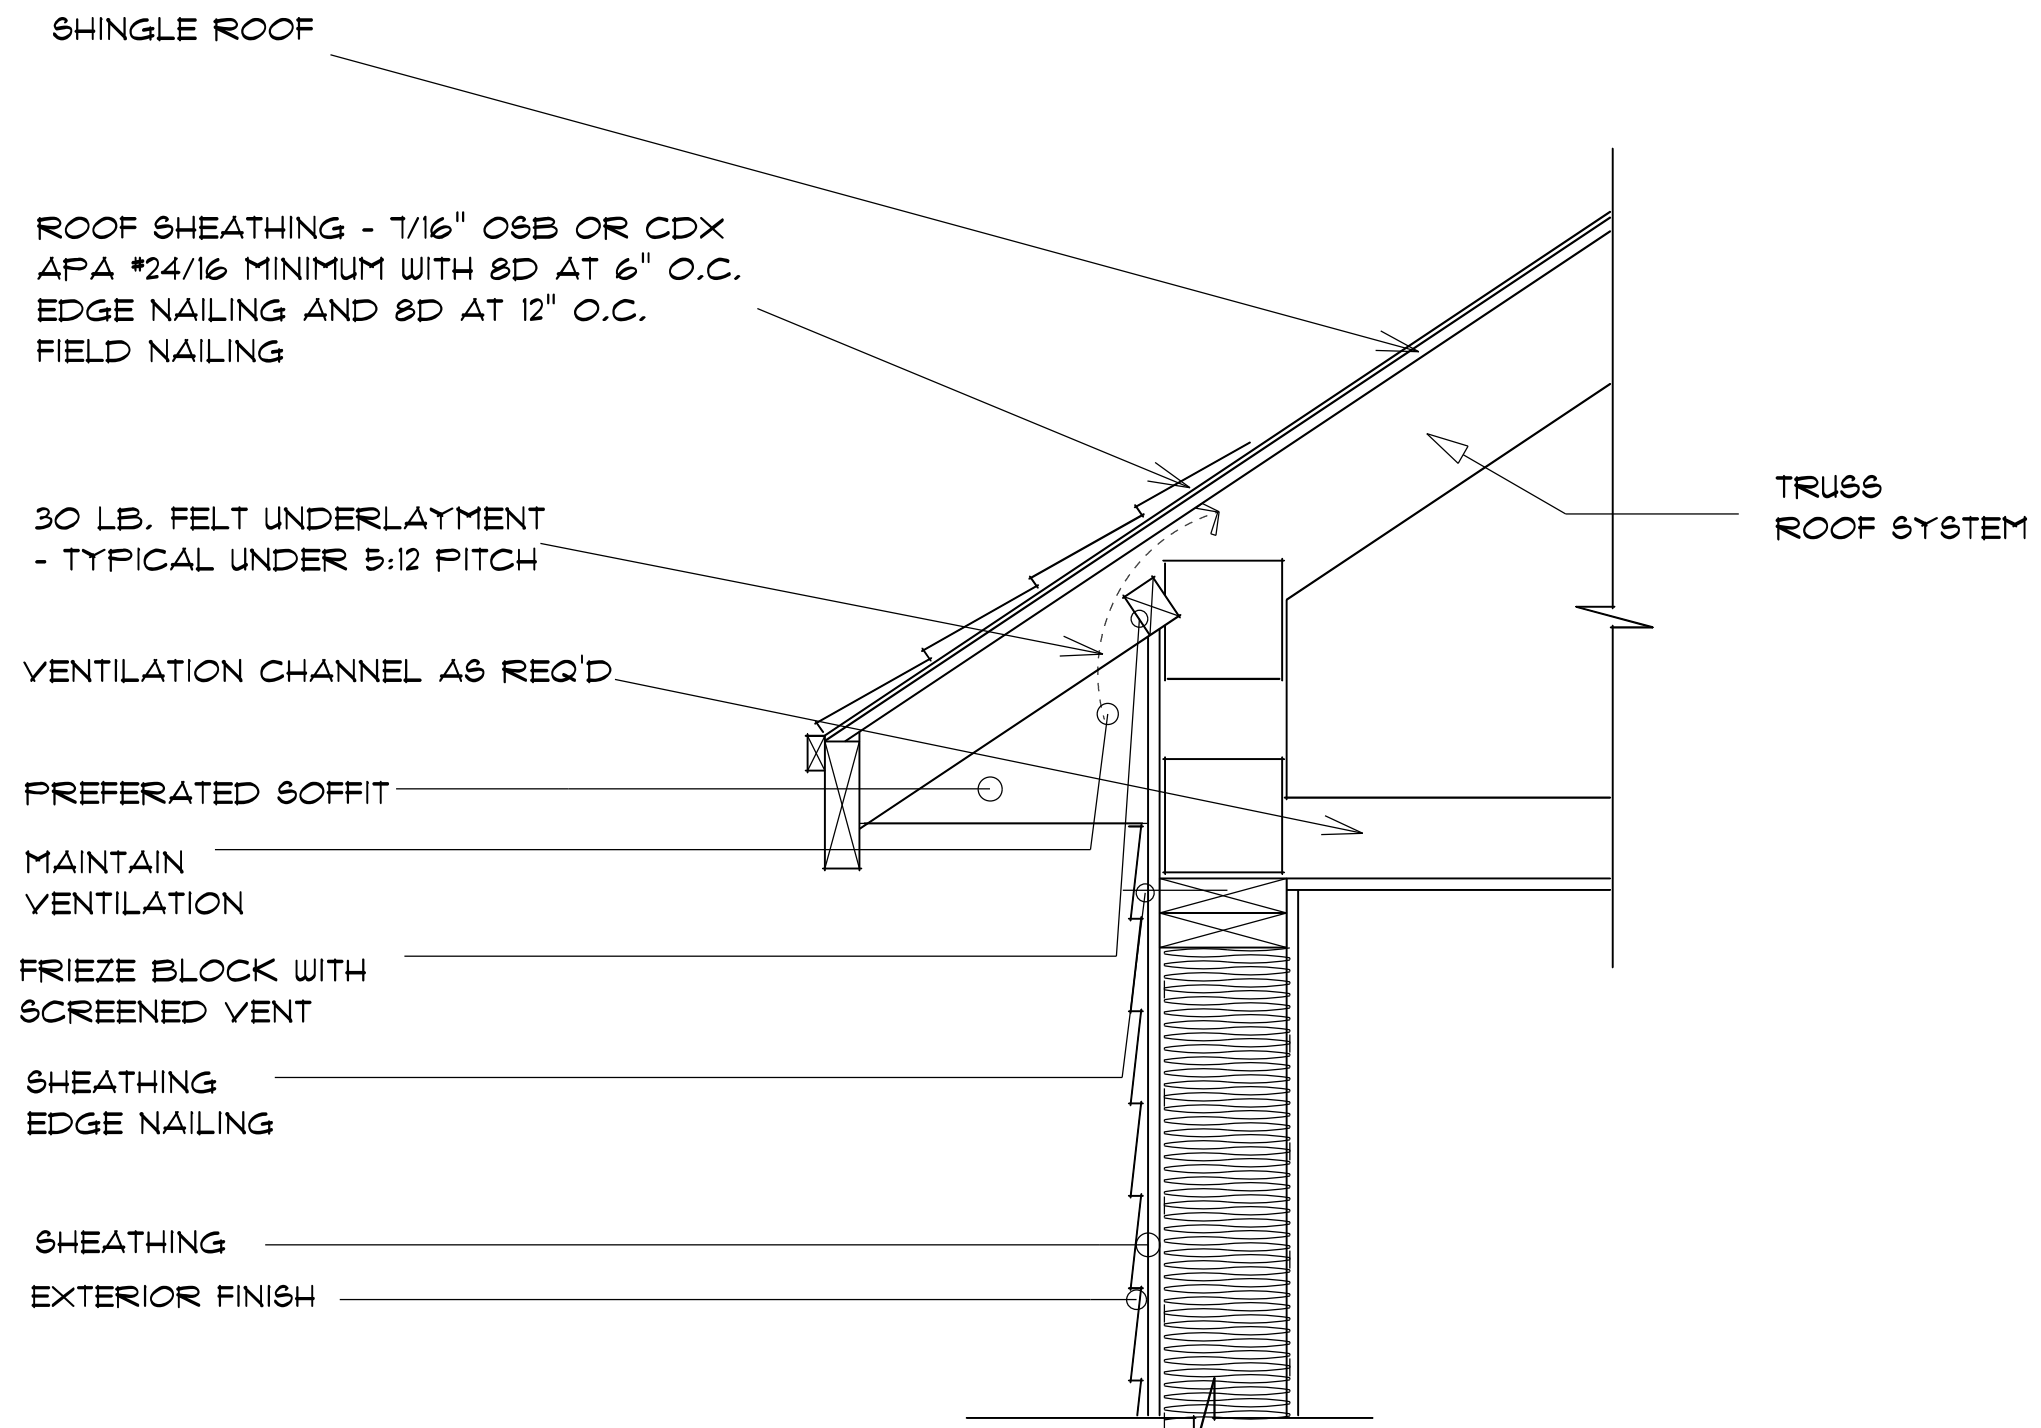 SHINGLE ROOF
ROOF SHEATHING - 7/16" OSB OR CDX
APA #24/16 MINIMUM WITH 8D AT 6" O.C.
EDGE NAILING AND 8D AT 12" O.C.
FIELD NAILING
TRUSS
ROOF SYSTEM
30 LB. FELT UNDERLAYMENT
- TYPICAL UNDER 5:12 PITCH
VENTILATION CHANNEL AS REQ'D
PREFERATED SOFFIT
MAINTAIN
VENTILATION
FRIEZE BLOCK WITH
SCREENED VENT
SHEATHING
EDGE NAILING
SHEATHING
EXTERIOR FINISH